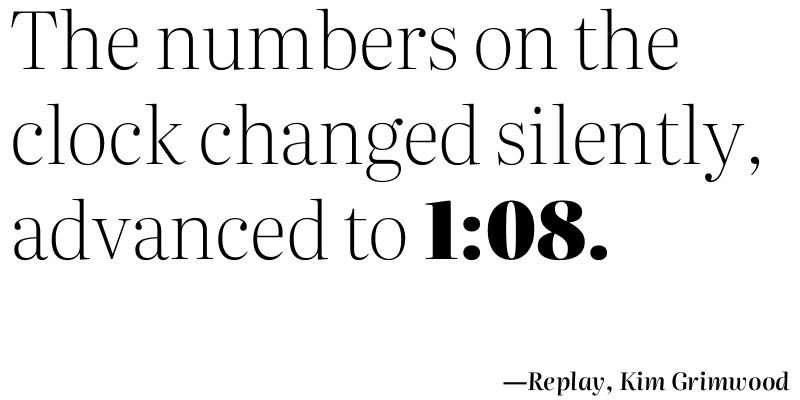 The numbers on the
clock changed silently,
advanced to 1:08.
—Replay, Kim Grimwood